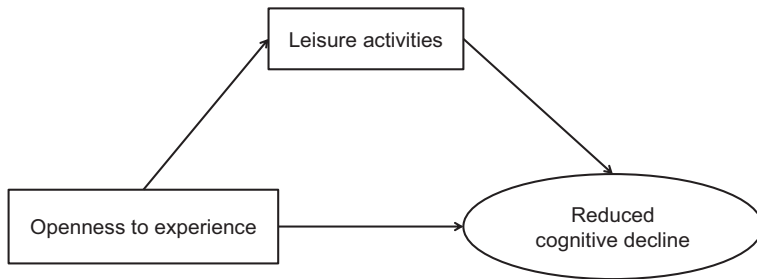 Leisure activities
Openness to experience
Reduced
cognitive decline